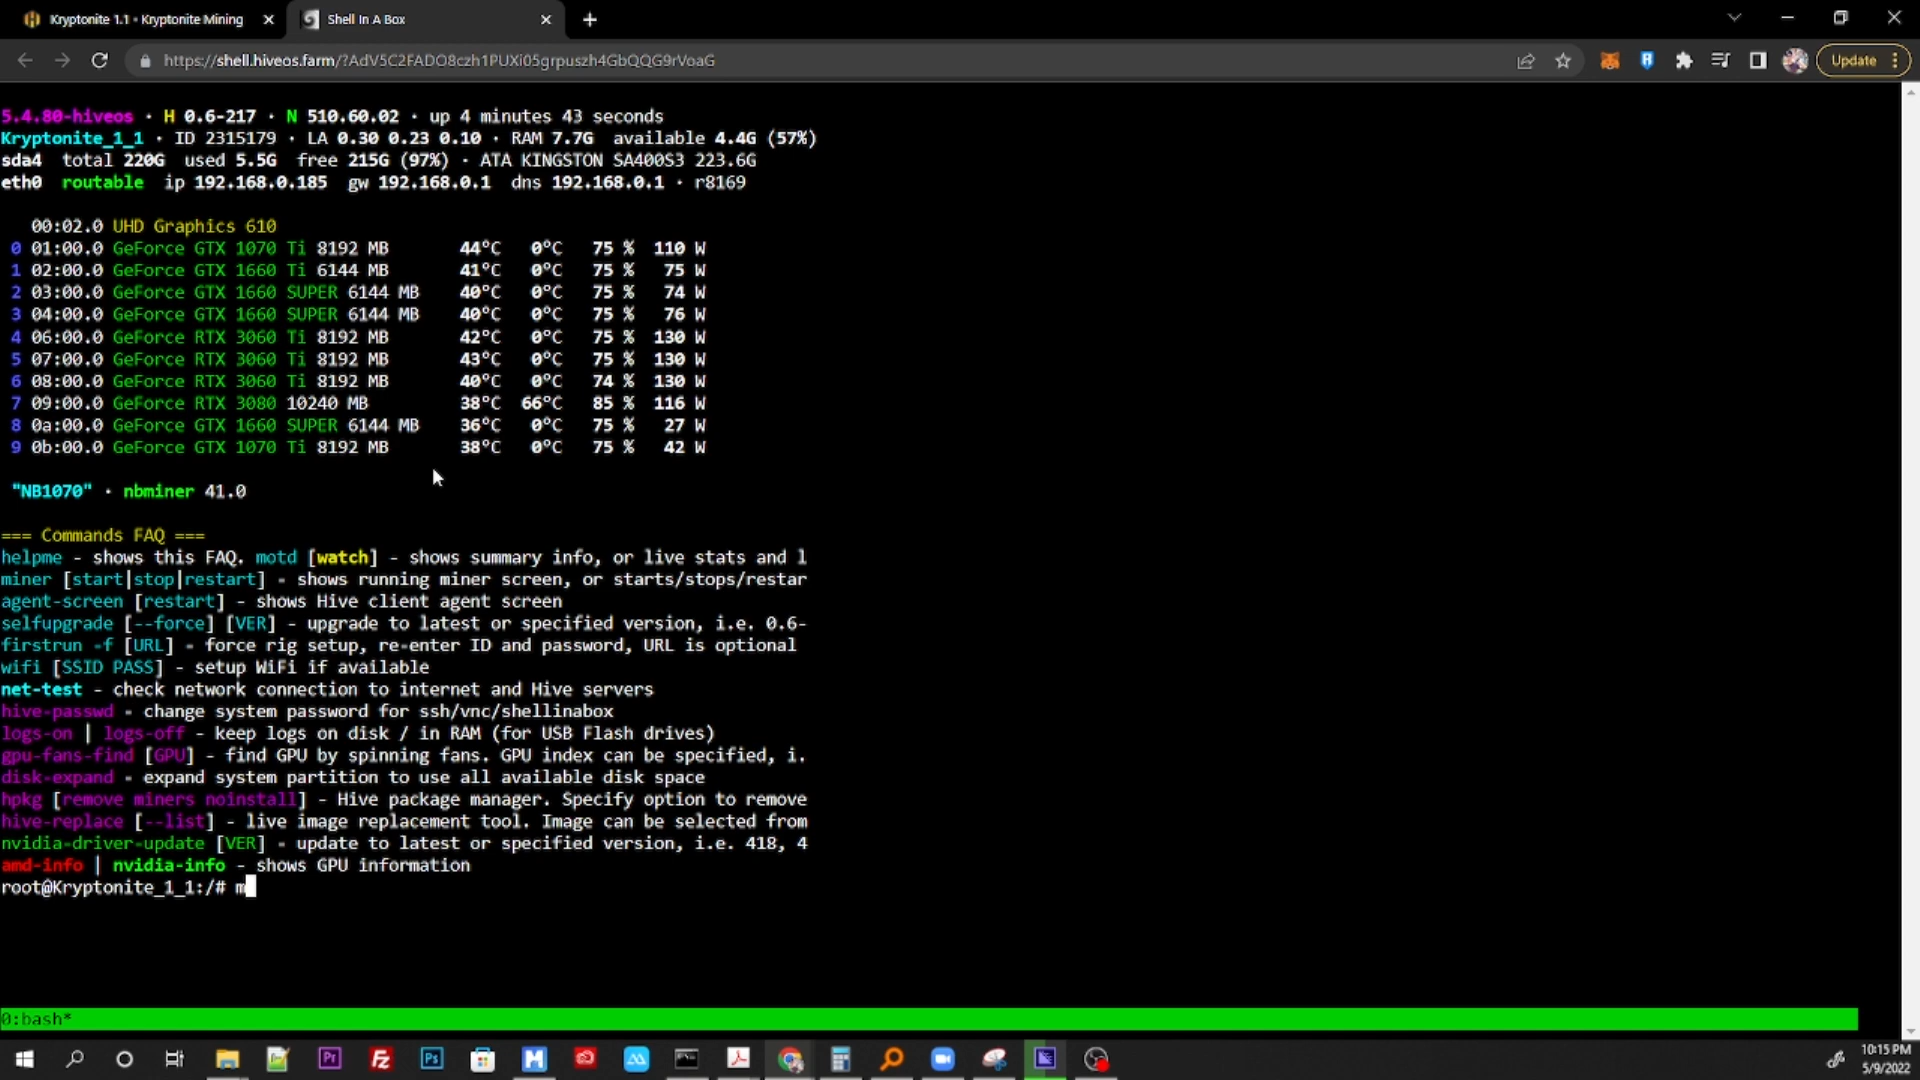 Kryptonite 1.1 • Kryptonite Mining
Shell In A Box
https://shell.hiveos.farm/?AdV5C2FADO8czh1PUXi05grpuszh4GbQQG9rVoaG
Update
5.4.80-hiveos · H 0.6-217 · N 510.60.02 · up 4 minutes 43 seconds
Kryptonite_1_1 · ID 2315179 · LA 0.30 0.23 0.10 · RAM 7.7G available 4.4G (57%)
sda4 total 220G used 5.5G free 215G (97%) · ATA KINGSTON SA400S3 223.6G
eth0 routable ip 192.168.0.185 gw 192.168.0.1 dns 192.168.0.1 · r8169
00:02.0 UHD Graphics 610
0 01:00.0 GeForce GTX 1070 Ti 8192 MB 44°C 0°C 75 % 110 W
1 02:00.0 GeForce GTX 1660 Ti 6144 MB 41°C 0°C 75 % 75 W
2 03:00.0 GeForce GTX 1660 SUPER 6144 MB 40°C 0°C 75 % 74 W
3 04:00.0 GeForce GTX 1660 SUPER 6144 MB 40°C 0°C 75 % 76 W
4 06:00.0 GeForce RTX 3060 Ti 8192 MB 42°C 0°C 75 % 130 W
5 07:00.0 GeForce RTX 3060 Ti 8192 MB 43°C 0°C 75 % 130 W
6 08:00.0 GeForce RTX 3060 Ti 8192 MB 40°C 0°C 74 % 130 W
7 09:00.0 GeForce RTX 3080 10240 MB 38°C 66°C 85 % 116 W
8 0a:00.0 GeForce GTX 1660 SUPER 6144 MB 36°C 0°C 75 % 27 W
9 0b:00.0 GeForce GTX 1070 Ti 8192 MB 38°C 0°C 75 % 42 W
"NB1070" · nbminer 41.0
=== Commands FAQ ===
helpme - shows this FAQ. motd [watch] - shows summary info, or live stats and l
miner [start|stop|restart] - shows running miner screen, or starts/stops/restar
agent-screen [restart] - shows Hive client agent screen
selfupgrade [--force] [VER] - upgrade to latest or specified version, i.e. 0.6-
firstrun -f [URL] - force rig setup, re-enter ID and password, URL is optional
wifi [SSID PASS] - setup WiFi if available
net-test - check network connection to internet and Hive servers
hive-passwd - change system password for ssh/vnc/shellinabox
logs-on | logs-off - keep logs on disk / in RAM (for USB Flash drives)
gpu-fans-find [GPU] - find GPU by spinning fans. GPU index can be specified, i.
disk-expand - expand system partition to use all available disk space
hpkg [remove miners noinstall] - Hive package manager. Specify option to remove
hive-replace [--list] - live image replacement tool. Image can be selected from
nvidia-driver-update [VER] - update to latest or specified version, i.e. 418, 4
amd-info | nvidia-info - shows GPU information
root@Kryptonite_1_1:/# m
0:bash*
Pr
Fz
Ps
10:15 PM
5/9/2022